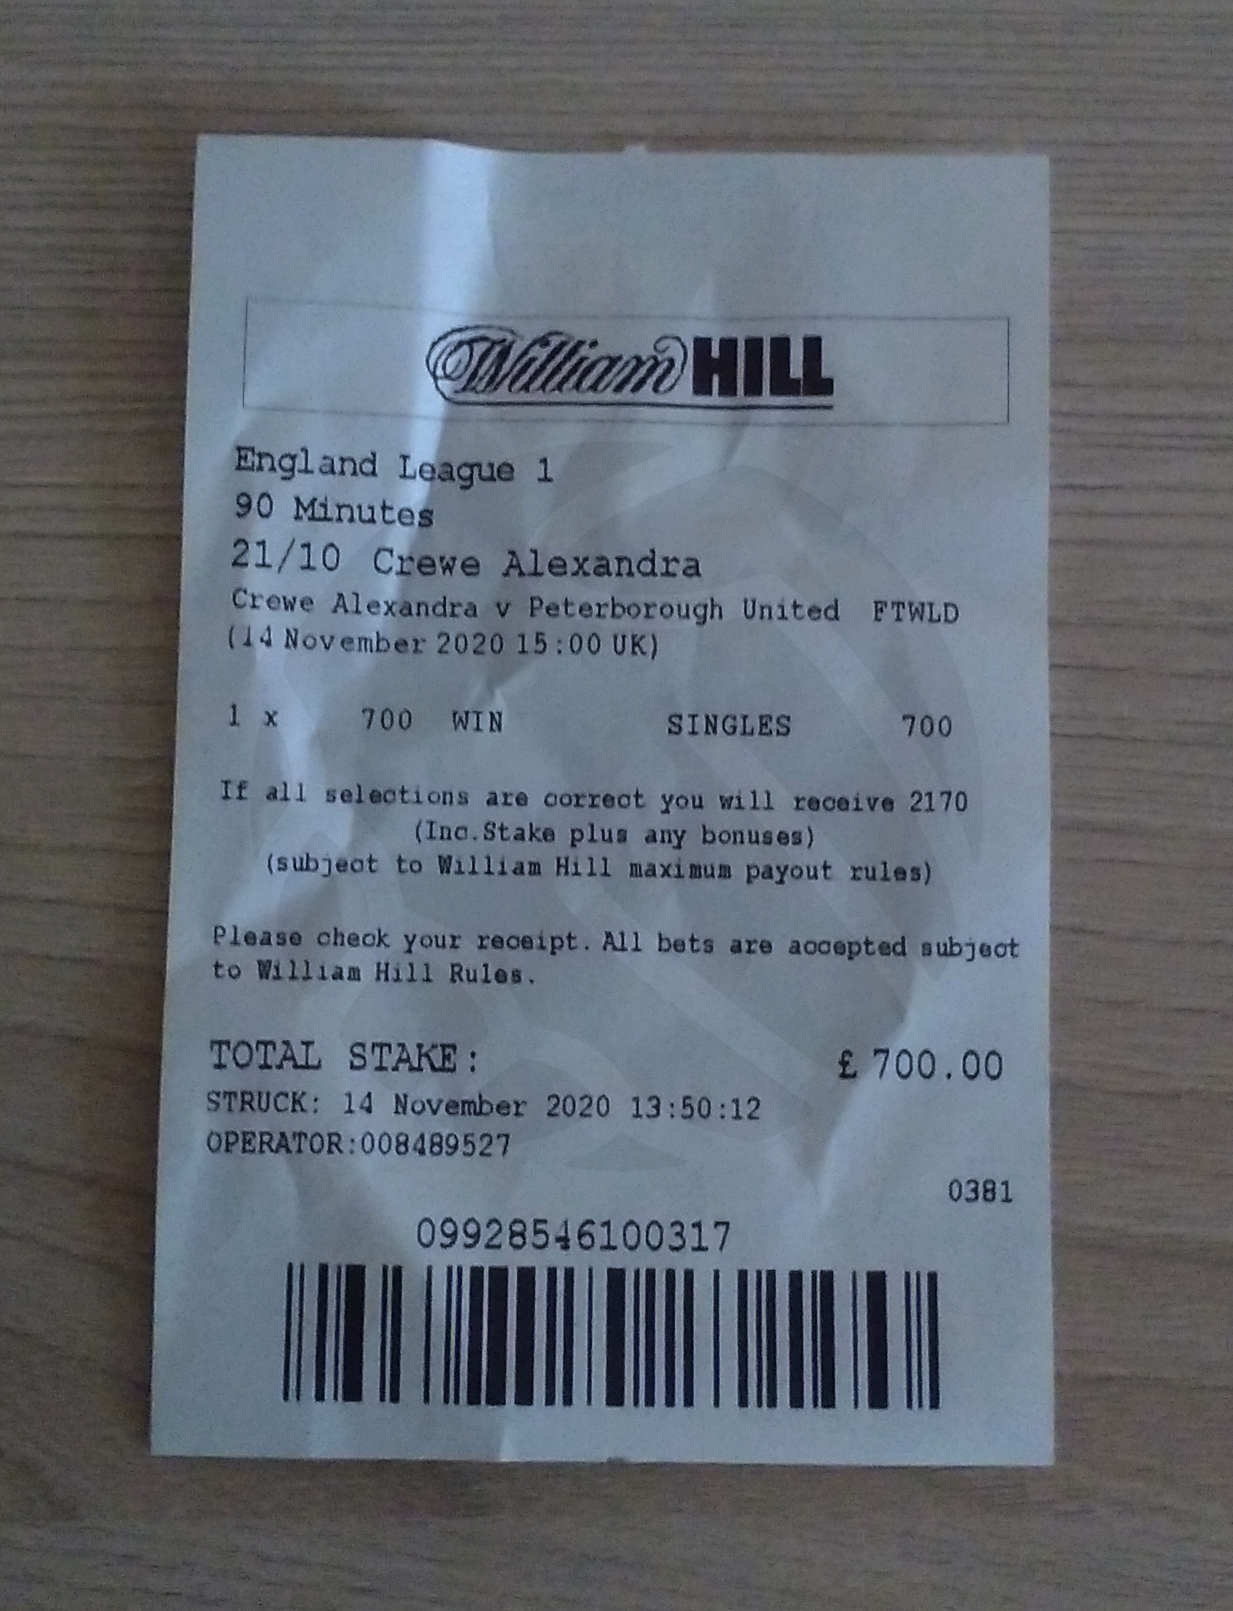 William HILL
England League 1
90 Minutes
21/10 Crewe Alexandra
Crewe Alexandra v Peterborough United FTWLD
(14 November 2020 15:00 UK)
1 x 700 WIN SINGLES 700
If all selections are correct you will receive 2170
(Inc.Stake plus any bonuses)
(subject to William Hill maximum payout rules)
Please check your receipt. All bets are accepted subject
to William Hill Rules.
TOTAL STAKE: £ 700.00
STRUCK: 14 November 2020 13:50:12
OPERATOR:008489527
0381
09928546100317